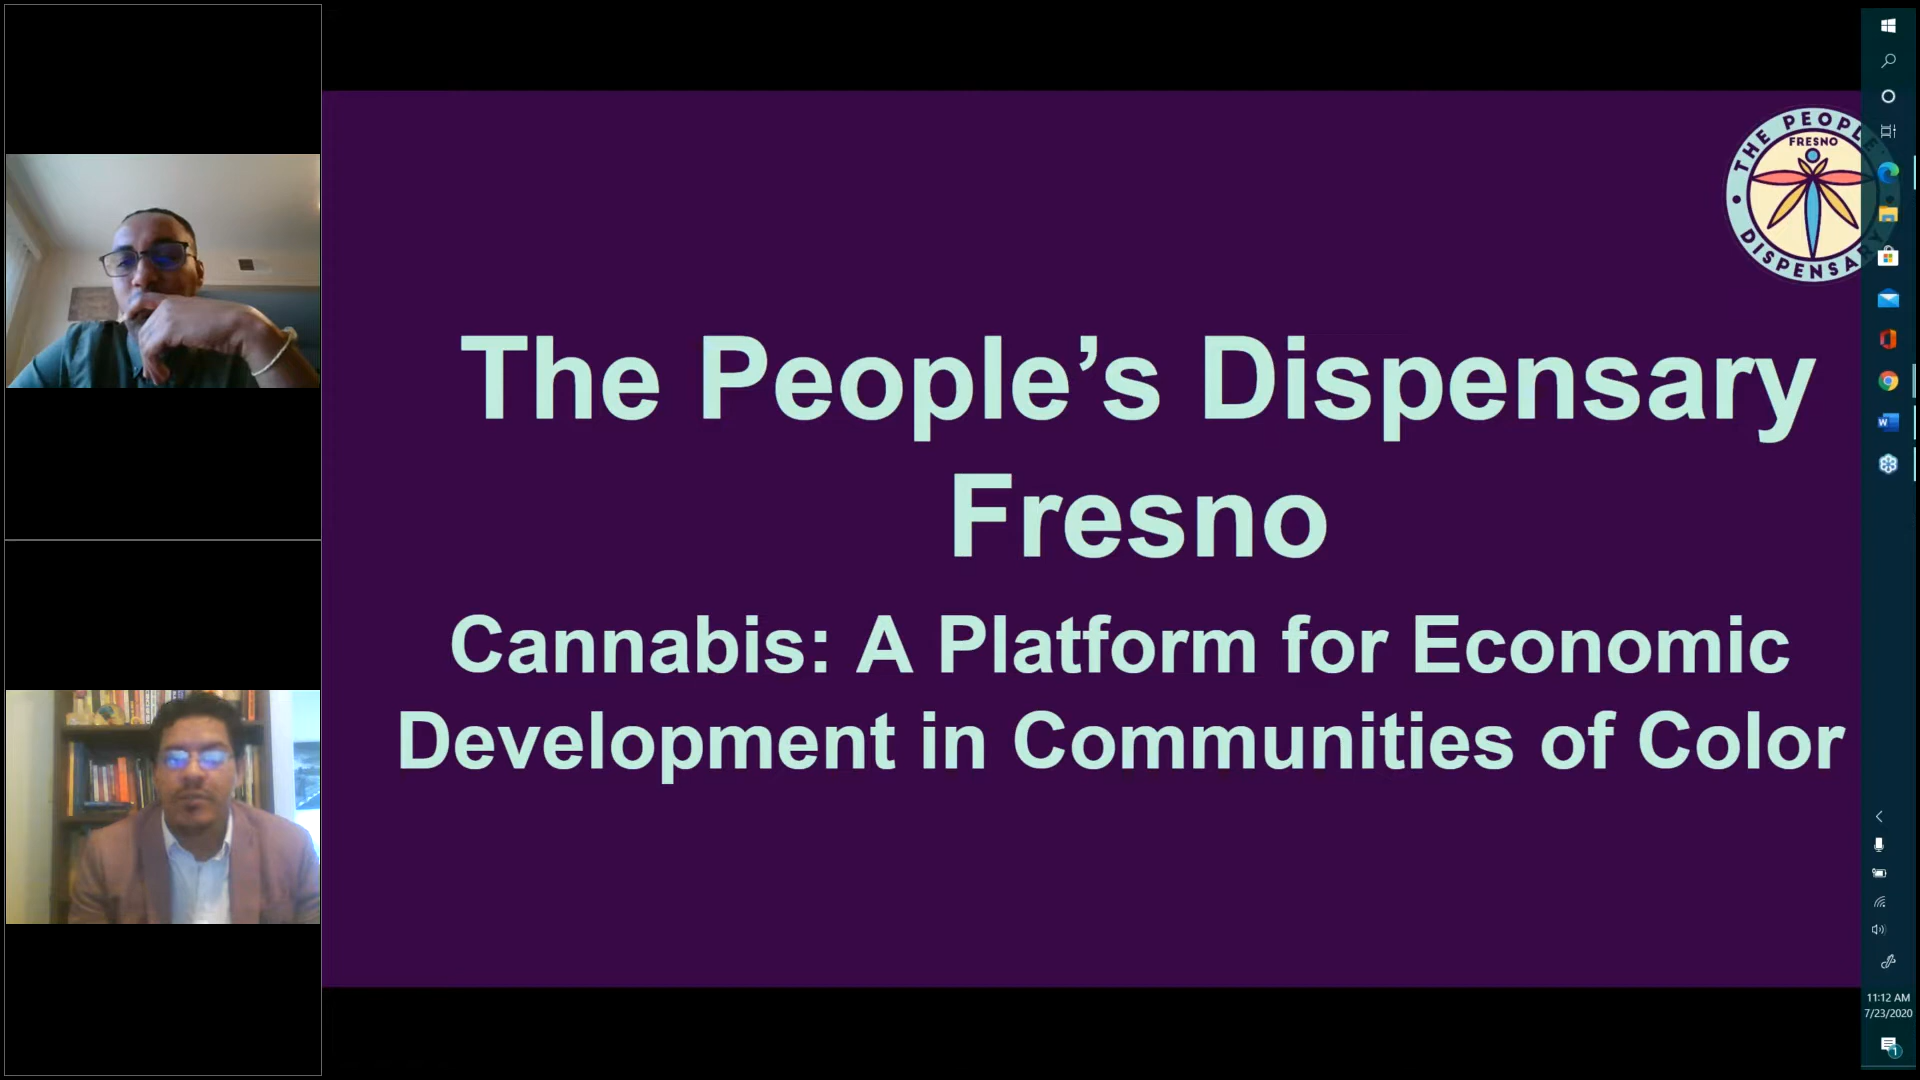 THE PEOPLE'S
FRESNO
DISPENSARY
The People’s Dispensary
Fresno
Cannabis: A Platform for Economic
Development in Communities of Color
11:12 AM
7/23/2020
1